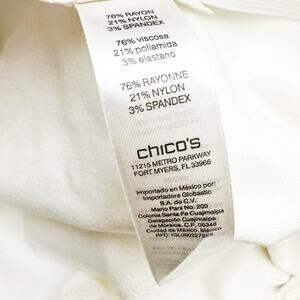 76% RAYON
21% NYLON
3% SPANDEX
76% viscosa
21% poliamida
3% elastano
76% RAYONNE
21% NYLON
3% SPANDEX
chico's
11215 METRO PARKWAY
FORT MYERS, FL 33966
Importado en México por:
Importadora Globastic
S.A. de C.V.
Mario Pani No. 200
Colonia Santa Fe Cuajimalpa
Delegación Cuajimalpa
de Morelos, C.P. 05348
Ciudad de México, México